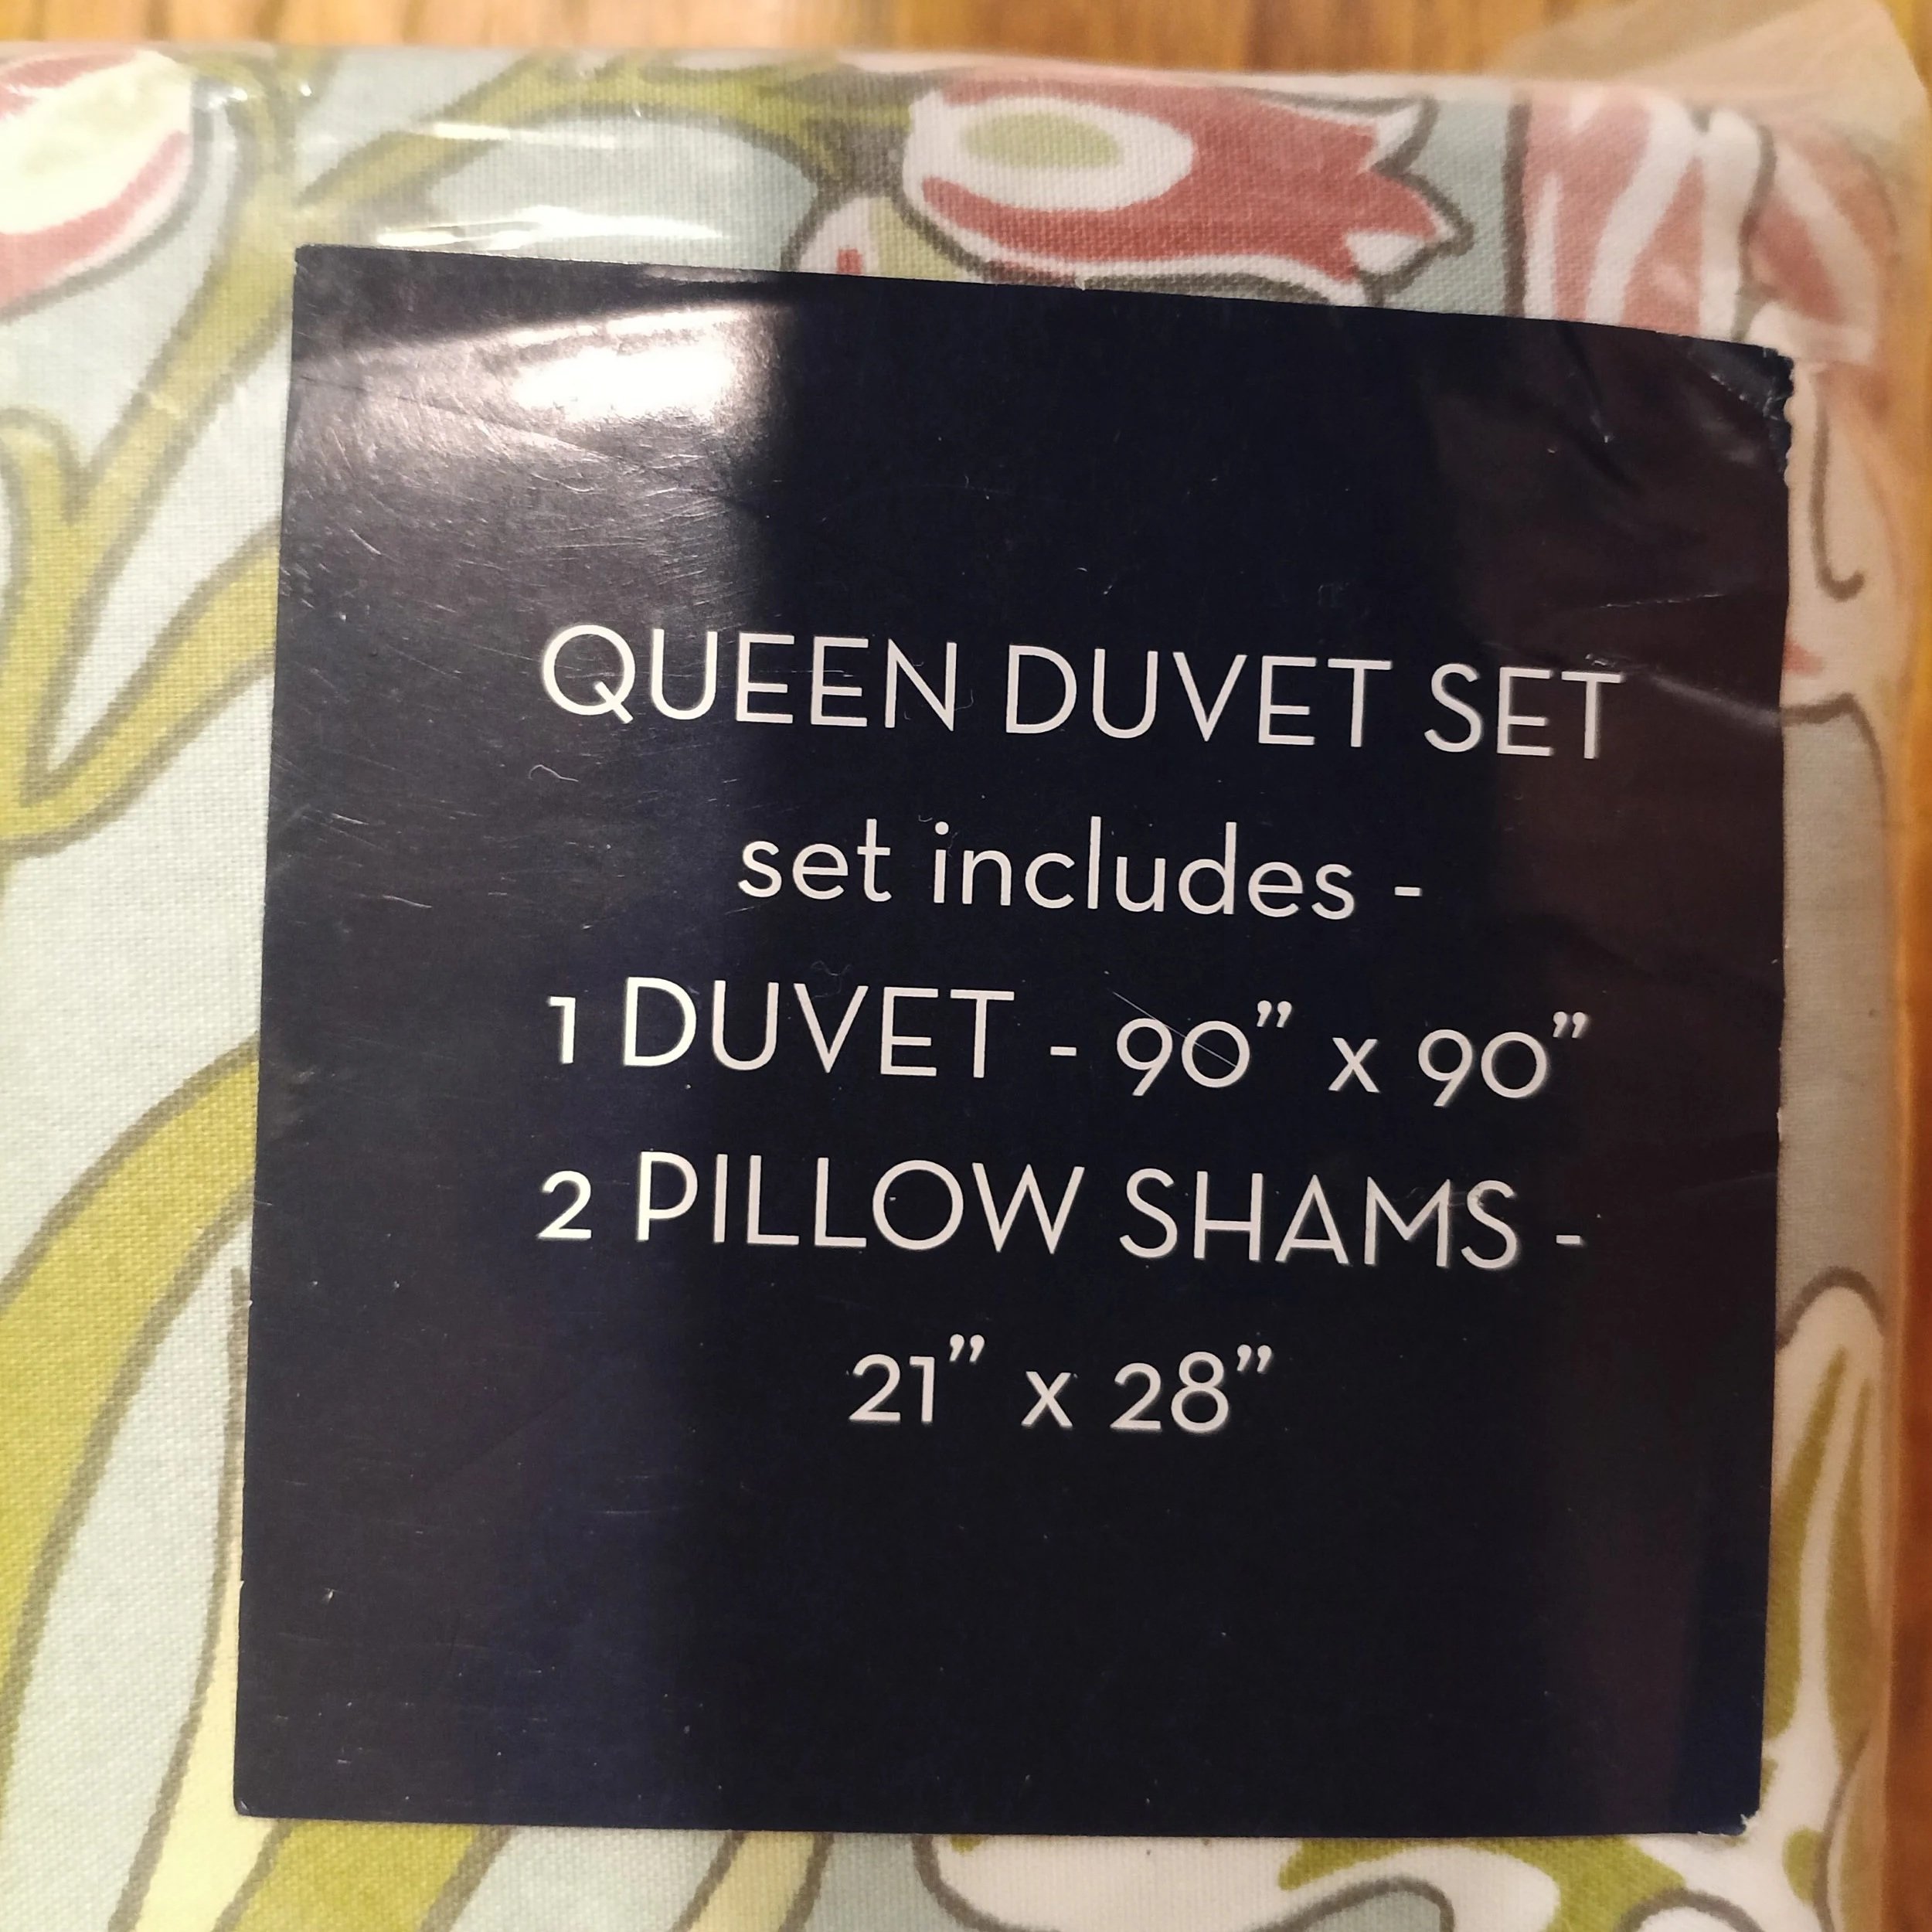 QUEEN DUVET SET
set includes -
1 DUVET - 90” x 90”
2 PILLOW SHAMS -
21” x 28”